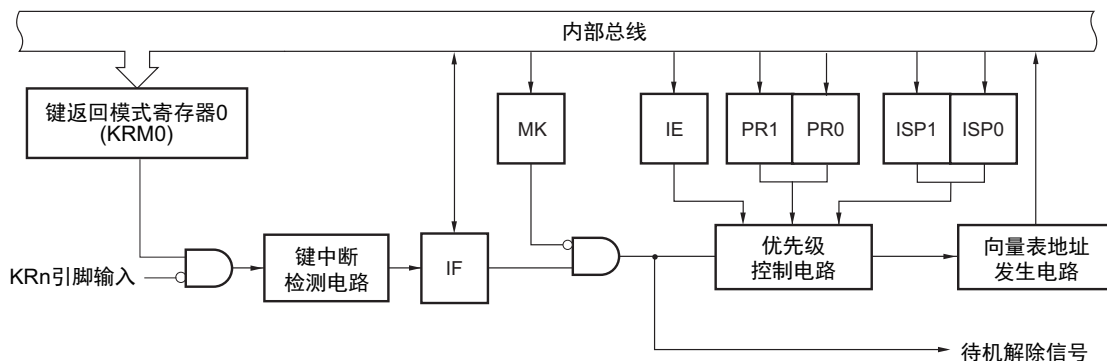 内部总线
键返回模式寄存器0
(KRM0)
MK
IE
PR1
PR0
ISP1
ISP0
KRn引脚输入
键中断
检测电路
IF
优先级
控制电路
向量表地址
发生电路
待机解除信号